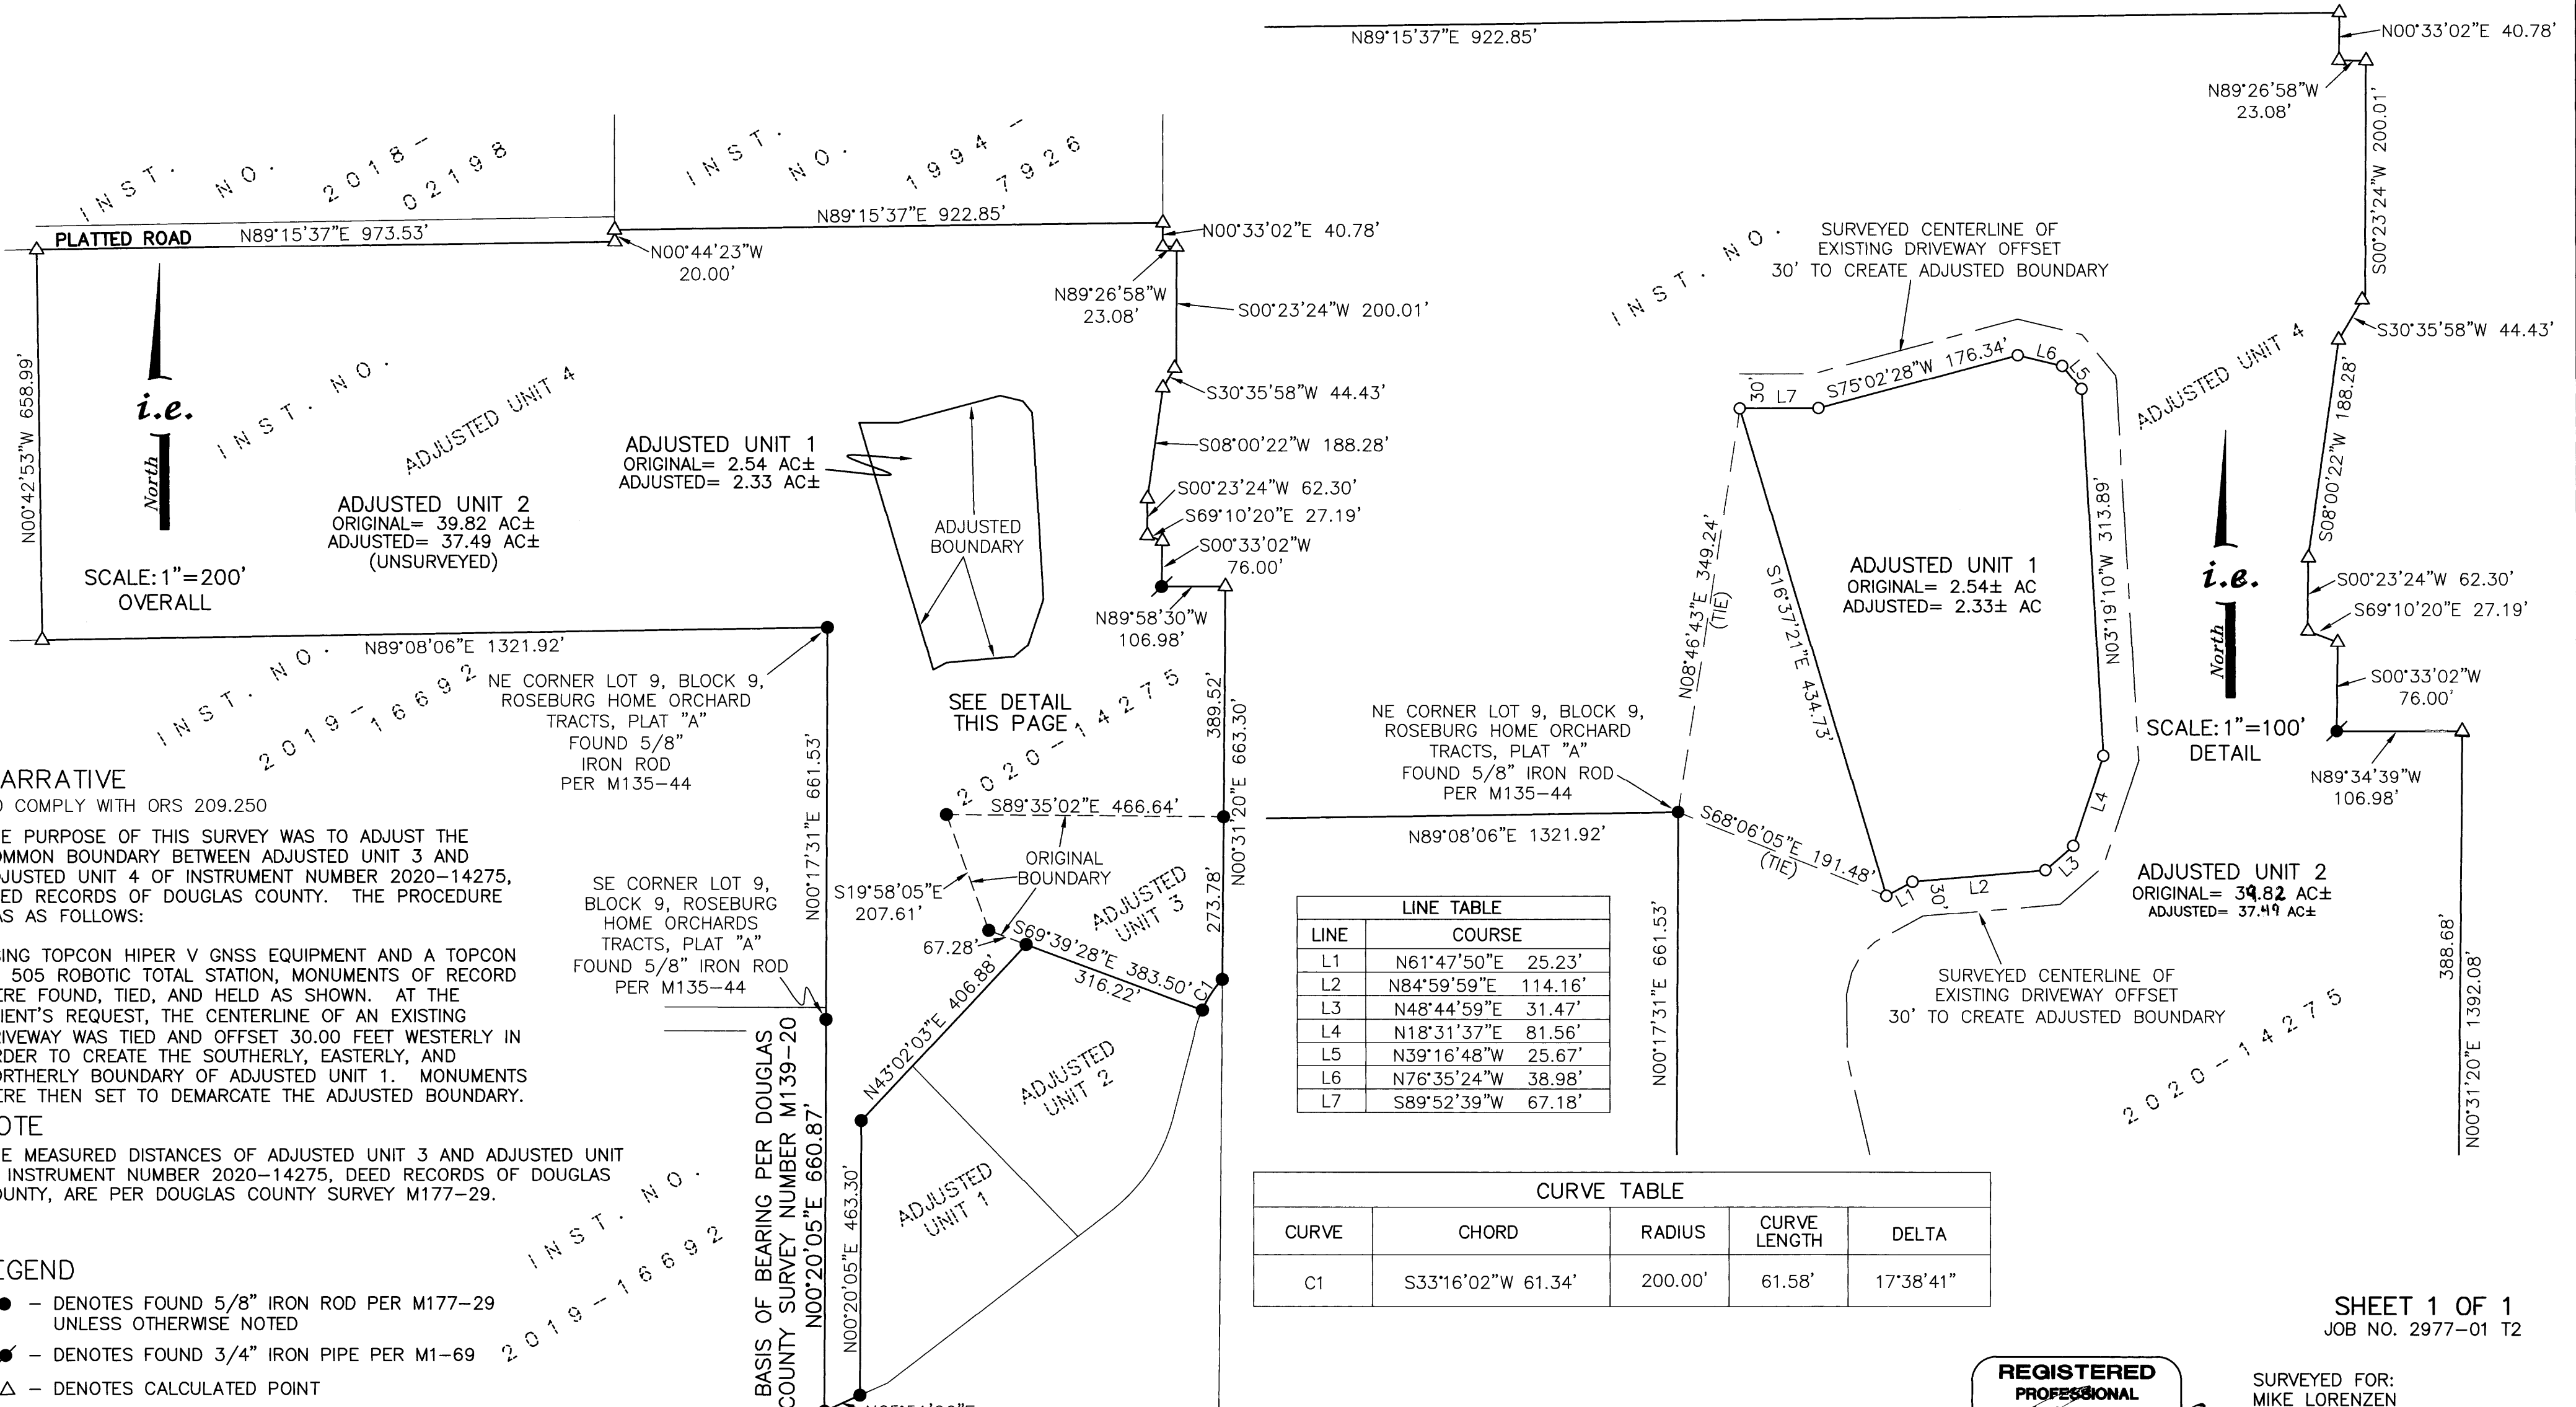 N89°15'37"E 922.85'
N00°33'02"E 40.78'
N89°26'58"W
23.08'
S00°23'24"W 200.01'
S30°35'58"W 44.43'
S08°00'22"W 188.28'
S00°23'24"W 62.30'
S69°10'20"E 27.19'
S00°33'02"W
76.00'
N89°34'39"W
106.98'
388.68'
N00°31'20"E 1392.08'
INST. NO. 2018-
02198
INST. NO. 1994-
7926
PLATTED ROAD
N89°15'37"E 973.53'
N89°15'37"E 922.85'
N00°44'23"W
20.00'
N00°33'02"E 40.78'
N89°26'58"W
23.08'
S00°23'24"W 200.01'
S30°35'58"W 44.43'
S08°00'22"W 188.28'
S00°23'24"W 62.30'
S69°10'20"E 27.19'
S00°33'02"W
76.00'
N89°58'30"W
106.98'
N00°42'53"W 658.99'
i.e.
North
SCALE: 1"=200'
OVERALL
INST. NO.
ADJUSTED UNIT 4
ADJUSTED UNIT 2
ORIGINAL= 39.82 AC±
ADJUSTED= 37.49 AC±
(UNSURVEYED)
ADJUSTED UNIT 1
ORIGINAL= 2.54 AC±
ADJUSTED= 2.33 AC±
ADJUSTED
BOUNDARY
N89°08'06"E 1321.92'
INST. NO.
2019-16692
NE CORNER LOT 9, BLOCK 9,
ROSEBURG HOME ORCHARD
TRACTS, PLAT "A"
FOUND 5/8"
IRON ROD
PER M135-44
SEE DETAIL
THIS PAGE
2020-14275
389.52'
N00°31'20"E 663.30'
273.78'
N00°17'31"E 661.53'
S89°35'02"E 466.64'
ORIGINAL
BOUNDARY
S19°58'05"E
207.61'
67.28'
S69°39'28"E 383.50'
316.22'
C1
ADJUSTED
UNIT 3
SE CORNER LOT 9,
BLOCK 9, ROSEBURG
HOME ORCHARDS
TRACTS, PLAT "A"
FOUND 5/8" IRON ROD
PER M135-44
N43°02'03"E 406.88'
ADJUSTED
UNIT 2
ADJUSTED
UNIT 1
BASIS OF BEARING PER DOUGLAS
COUNTY SURVEY NUMBER M139-20
N00°20'05"E 660.87'
N00°20'05"E 463.30'
INST. NO.
2019-16692
ARRATIVE
O COMPLY WITH ORS 209.250
E PURPOSE OF THIS SURVEY WAS TO ADJUST THE
OMMON BOUNDARY BETWEEN ADJUSTED UNIT 3 AND
JUSTED UNIT 4 OF INSTRUMENT NUMBER 2020-14275,
ED RECORDS OF DOUGLAS COUNTY. THE PROCEDURE
AS AS FOLLOWS:
ING TOPCON HIPER V GNSS EQUIPMENT AND A TOPCON
505 ROBOTIC TOTAL STATION, MONUMENTS OF RECORD
ERE FOUND, TIED, AND HELD AS SHOWN. AT THE
IENT'S REQUEST, THE CENTERLINE OF AN EXISTING
RIVEWAY WAS TIED AND OFFSET 30.00 FEET WESTERLY IN
RDER TO CREATE THE SOUTHERLY, EASTERLY, AND
ORTHERLY BOUNDARY OF ADJUSTED UNIT 1. MONUMENTS
ERE THEN SET TO DEMARCATE THE ADJUSTED BOUNDARY.
OTE
E MEASURED DISTANCES OF ADJUSTED UNIT 3 AND ADJUSTED UNIT
INSTRUMENT NUMBER 2020-14275, DEED RECORDS OF DOUGLAS
OUNTY, ARE PER DOUGLAS COUNTY SURVEY M177-29.
EGEND
- DENOTES FOUND 5/8" IRON ROD PER M177-29
UNLESS OTHERWISE NOTED
- DENOTES FOUND 3/4" IRON PIPE PER M1-69
- DENOTES CALCULATED POINT
INST. NO.
SURVEYED CENTERLINE OF
EXISTING DRIVEWAY OFFSET
30' TO CREATE ADJUSTED BOUNDARY
30'
L7
S75°02'28"W 176.34'
L6
L5
N03°19'10"W 313.89'
L4
L3
L2
30'
L1
S16°37'21"E 434.73'
N08°46'43"E 349.24'
(TIE)
S68°06'05"E 191.48'
(TIE)
ADJUSTED UNIT 1
ORIGINAL= 2.54± AC
ADJUSTED= 2.33± AC
ADJUSTED UNIT 4
i.e.
North
SCALE: 1"=100'
DETAIL
NE CORNER LOT 9, BLOCK 9,
ROSEBURG HOME ORCHARD
TRACTS, PLAT "A"
FOUND 5/8" IRON ROD
PER M135-44
N89°08'06"E 1321.92'
N00°17'31"E 661.53'
ADJUSTED UNIT 2
ORIGINAL= 39.82 AC±
ADJUSTED= 37.49 AC±
SURVEYED CENTERLINE OF
EXISTING DRIVEWAY OFFSET
30' TO CREATE ADJUSTED BOUNDARY
2020-14275
LINE TABLE
LINE COURSE
L1 N61°47'50"E 25.23'
L2 N84°59'59"E 114.16'
L3 N48°44'59"E 31.47'
L4 N18°31'37"E 81.56'
L5 N39°16'48"W 25.67'
L6 N76°35'24"W 38.98'
L7 S89°52'39"W 67.18'
CURVE TABLE
CURVE CHORD RADIUS CURVE LENGTH DELTA
C1 S33°16'02"W 61.34' 200.00' 61.58' 17°38'41"
SHEET 1 OF 1
JOB NO. 2977-01 T2
REGISTERED
PROFESSIONAL
SURVEYED FOR:
MIKE LORENZEN